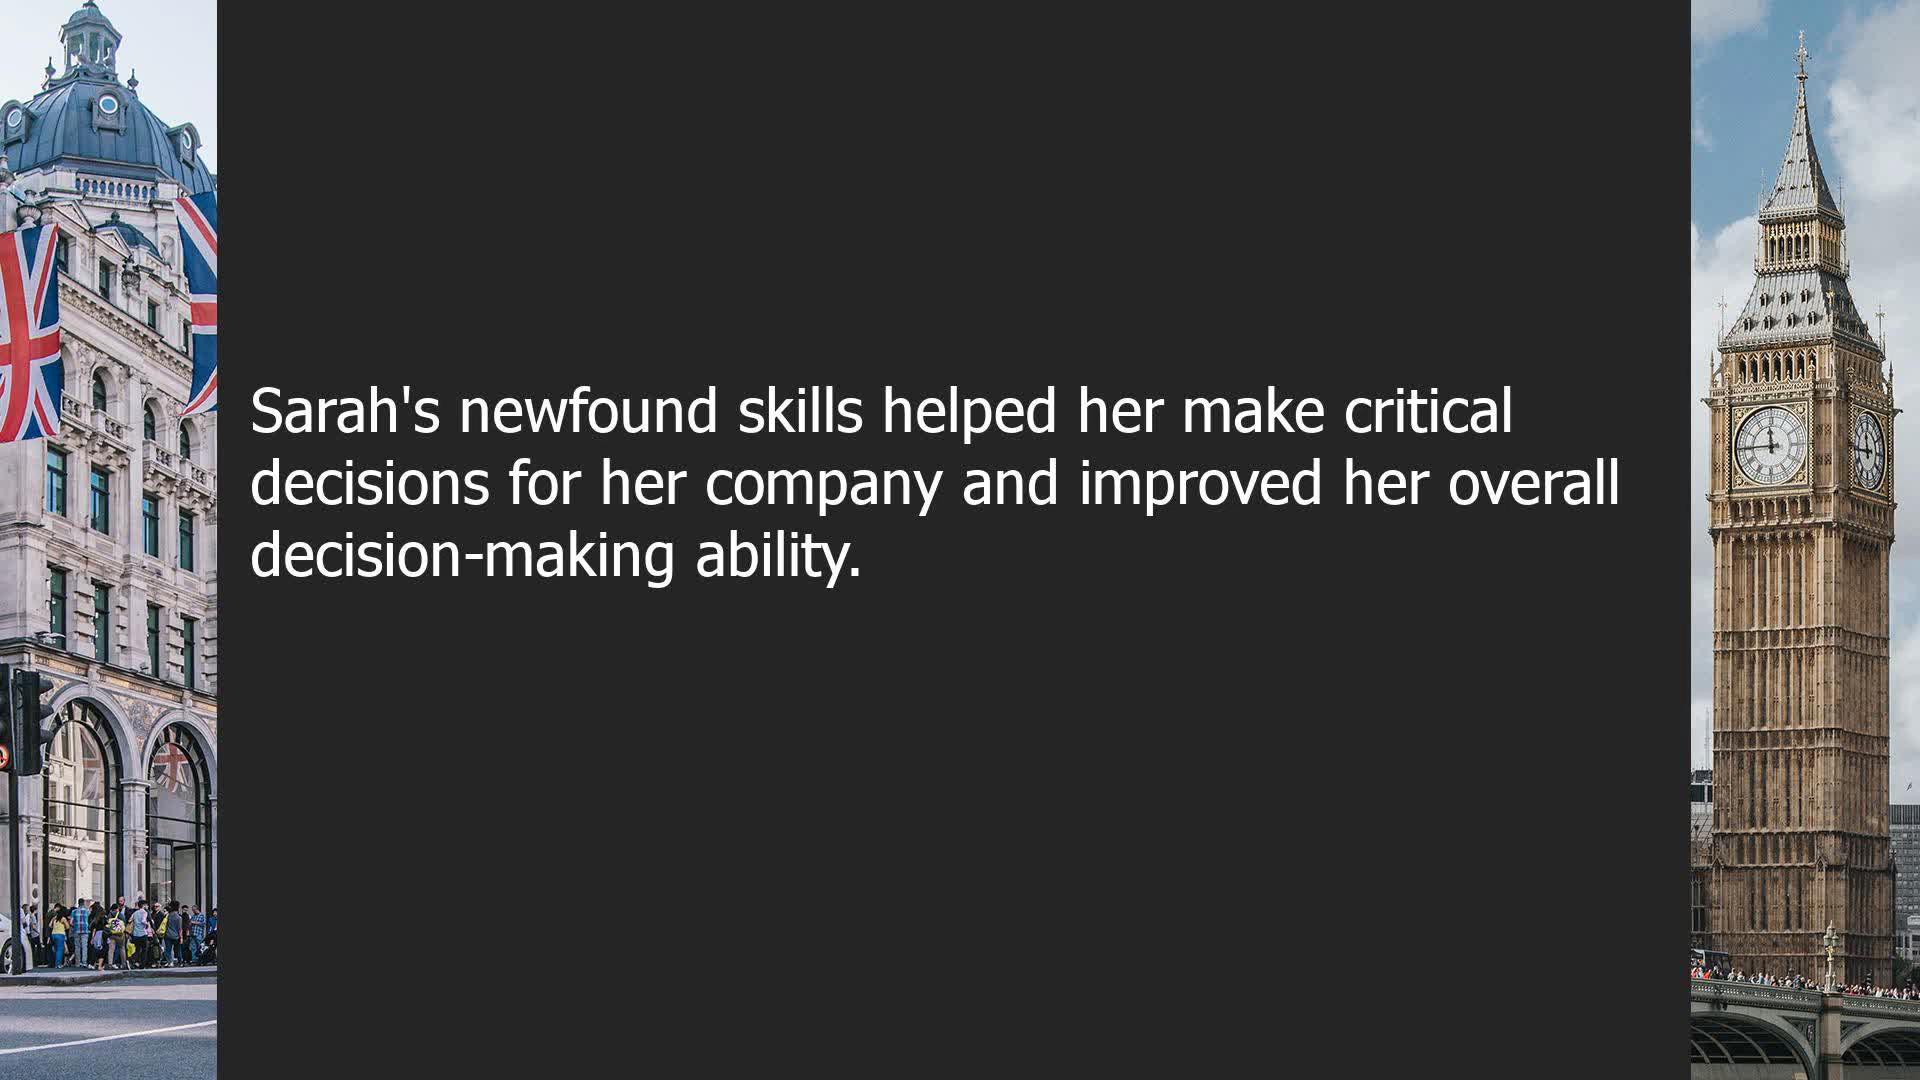 Sarah's newfound skills helped her make critical
decisions for her company and improved her overall
decision-making ability.